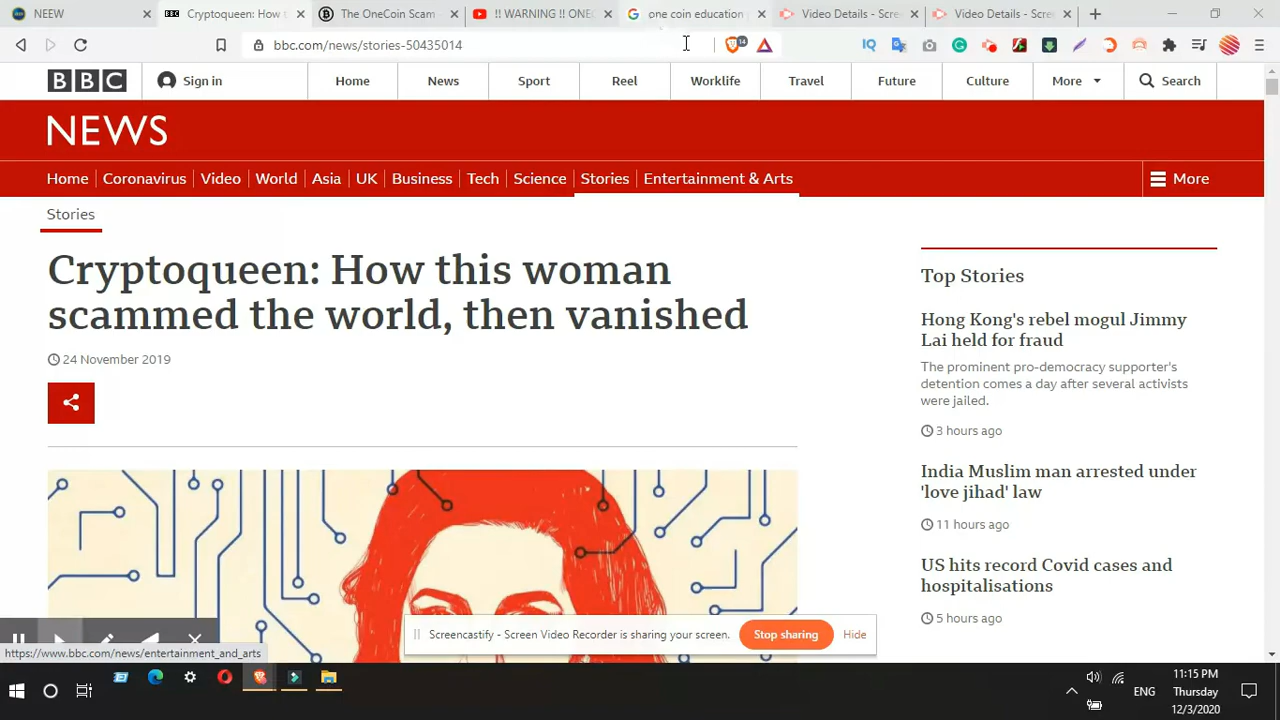 NEEW
Cryptoqueen: How t
The OneCoin Scam
!! WARNING !! ONEC
one coin education p
Video Details - Scree
Video Details - Scree
bbc.com/news/stories-50435014
14
IQ
BBC
Sign in
Home
News
Sport
Reel
Worklife
Travel
Future
Culture
More
Search
NEWS
Home
Coronavirus
Video
World
Asia
UK
Business
Tech
Science
Stories
Entertainment & Arts
More
Stories
Cryptoqueen: How this woman
scammed the world, then vanished
24 November 2019
Top Stories
Hong Kong's rebel mogul Jimmy
Lai held for fraud
The prominent pro-democracy supporter's
detention comes a day after several activists
were jailed.
3 hours ago
India Muslim man arrested under
'love jihad' law
11 hours ago
US hits record Covid cases and
hospitalisations
5 hours ago
Screencastify - Screen Video Recorder is sharing your screen.
Stop sharing
Hide
https://www.bbc.com/news/entertainment_and_arts
ENG
11:15 PM
Thursday
12/3/2020